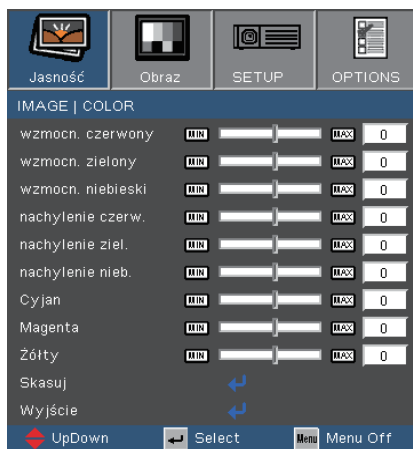 Jasność Obraz SETUP OPTIONS
IMAGE | COLOR
wzmocn. czerwony MIN MAX 0
wzmocn. zielony MIN MAX 0
wzmocn. niebieski MIN MAX 0
nachylenie czerw. MIN MAX 0
nachylenie ziel. MIN MAX 0
nachylenie nieb. MIN MAX 0
Cyjan MIN MAX 0
Magenta MIN MAX 0
Żółty MIN MAX 0
Skasuj
Wyjście
UpDown Select Menu Menu Off